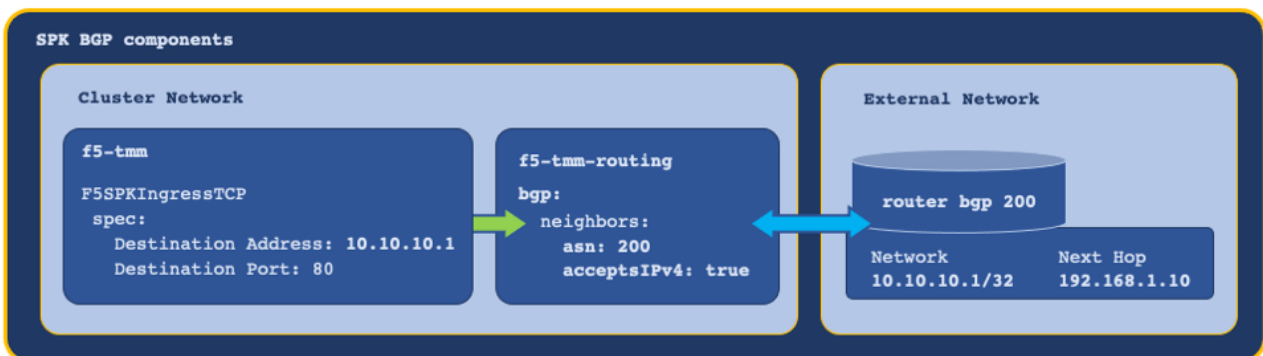 SPK BGP components
Cluster Network
f5-tmm
F5SPKIngressTCP
spec:
Destination Address: 10.10.10.1
Destination Port: 80
f5-tmm-routing
bgp:
neighbors:
asn: 200
acceptsIPv4: true
External Network
router bgp 200
Network Next Hop
10.10.10.1/32 192.168.1.10